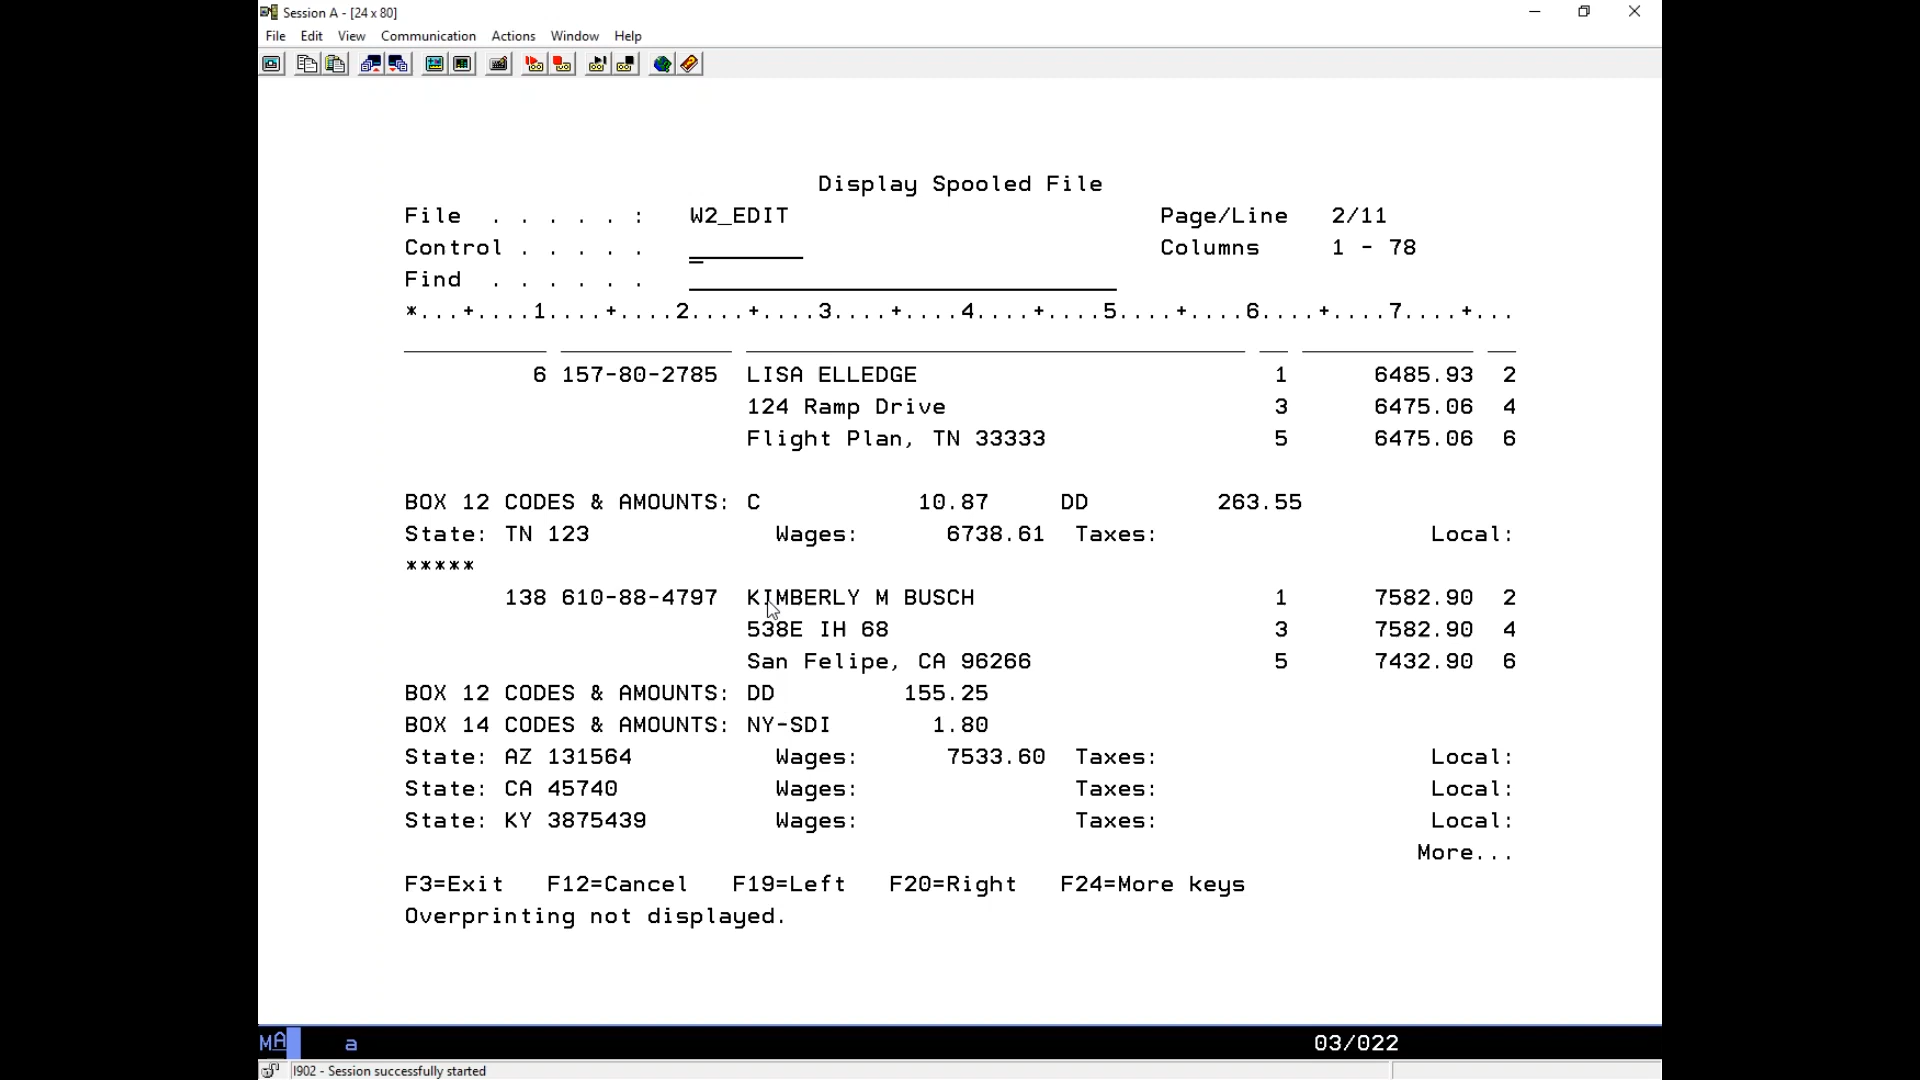 Session A - [24 x 80]
File Edit View Communication Actions Window Help
Display Spooled File
File . . . . . : W2_EDIT Page/Line 2/11
Control . . . . . Columns 1 - 78
Find . . . . . .
*...+....1....+....2....+....3....+....4....+....5....+....6....+....7....+...
6 157-80-2785 LISA ELLEDGE 1 6485.93 2
124 Ramp Drive 3 6475.06 4
Flight Plan, TN 33333 5 6475.06 6
BOX 12 CODES & AMOUNTS: C 10.87 DD 263.55
State: TN 123 Wages: 6738.61 Taxes: Local:
*****
138 610-88-4797 KIMBERLY M BUSCH 1 7582.90 2
538E IH 68 3 7582.90 4
San Felipe, CA 96266 5 7432.90 6
BOX 12 CODES & AMOUNTS: DD 155.25
BOX 14 CODES & AMOUNTS: NY-SDI 1.80
State: AZ 131564 Wages: 7533.60 Taxes: Local:
State: CA 45740 Wages: Taxes: Local:
State: KY 3875439 Wages: Taxes: Local:
More...
F3=Exit F12=Cancel F19=Left F20=Right F24=More keys
Overprinting not displayed.
MA a 03/022
I902 - Session successfully started